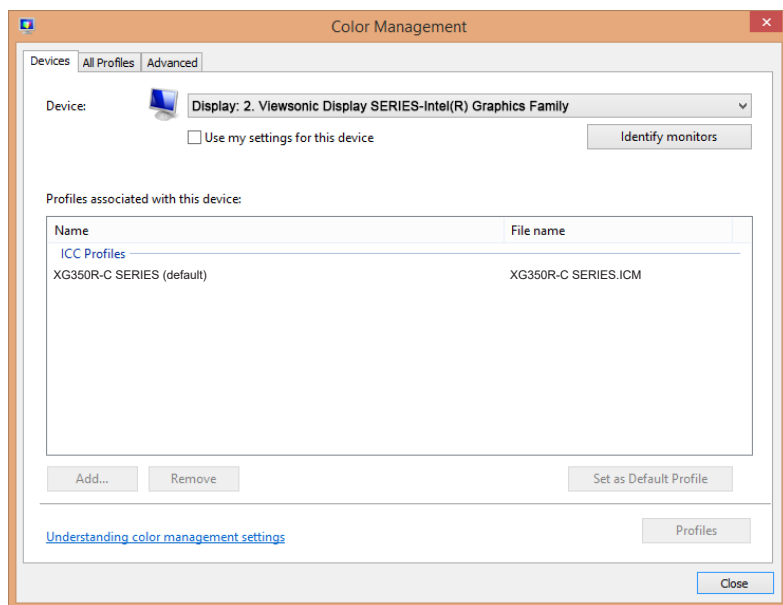 Color Management
Devices All Profiles Advanced
Device: Display: 2. Viewsonic Display SERIES-Intel(R) Graphics Family
Use my settings for this device Identify monitors
Profiles associated with this device:
Name File name
ICC Profiles
XG350R-C SERIES (default) XG350R-C SERIES.ICM
Add... Remove Set as Default Profile
Understanding color management settings Profiles
Close